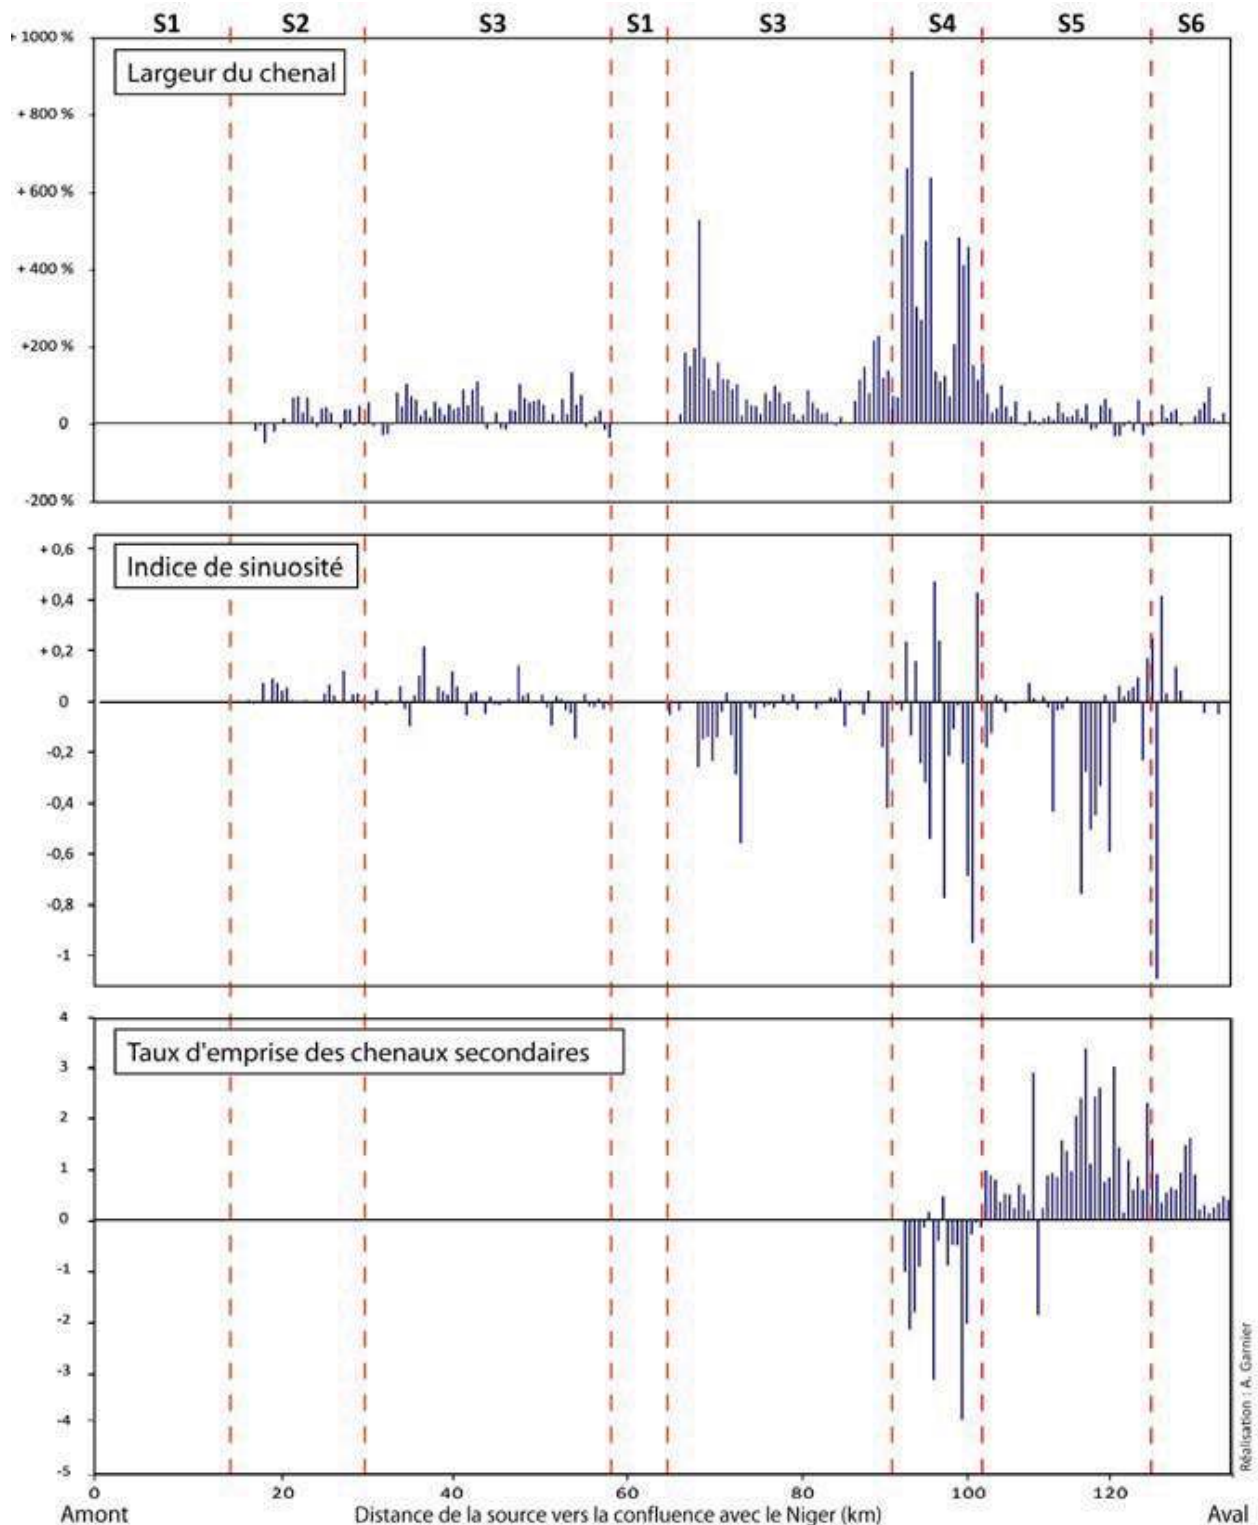 S1 S2 S3 S1 S3 S4 S5 S6
+ 1000 %
Largeur du chenal
+ 800 %
+ 600 %
+ 400 %
+200 %
0
-200 %
+ 0,6
Indice de sinuosité
+ 0,4
+ 0,2
0
-0,2
-0,4
-0,6
-0,8
-1
4
Taux d'emprise des chenaux secondaires
3
2
1
0
-1
-2
-3
-4
-5
0 20 40 60 80 100 120
Amont Distance de la source vers la confluence avec le Niger (km) Aval
Réalisation : A. Garnier